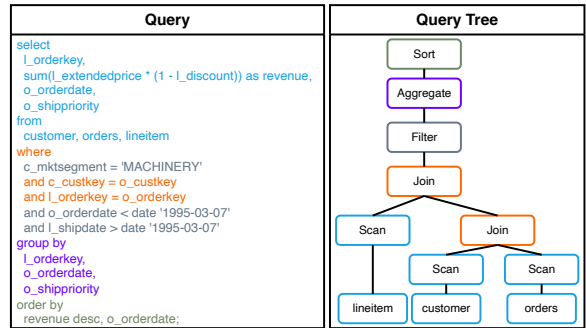 Query
select
l_orderkey,
sum(l_extendedprice * (1 - l_discount)) as revenue,
o_orderdate,
o_shippriority
from
customer, orders, lineitem
where
c_mktsegment = 'MACHINERY'
and c_custkey = o_custkey
and l_orderkey = o_orderkey
and o_orderdate < date '1995-03-07'
and l_shipdate > date '1995-03-07'
group by
l_orderkey,
o_orderdate,
o_shippriority
order by
revenue desc, o_orderdate;
Query Tree
Sort
Aggregate
Filter
Join
Scan
Join
Scan
Scan
lineitem
customer
orders